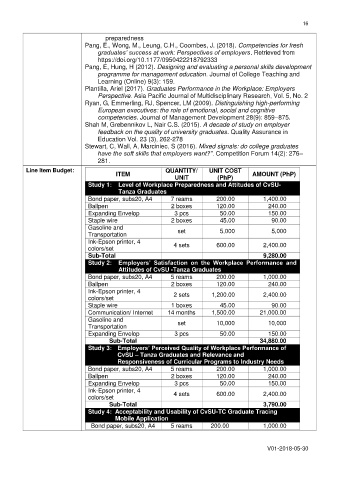 16
preparedness
Pang, E., Wong, M., Leung, C.H., Coombes, J. (2018). Competencies for fresh
graduates' success at work: Perspectives of employers. Retrieved from
https://doi/org/10.1177/0950422218792333
Pang, E, Hung, H (2012). Designing and evaluating a personal skills development
programme for management education. Journal of College Teaching and
Learning (Online) 9(3): 159.
Plantilla, Ariel (2017). Graduates Performance in the Workplace: Employers
Perspective. Asia Pacific Journal of Multidisciplinary Research, Vol. 5, No. 2
Ryan, G, Emmerling, RJ, Spencer, LM (2009). Distinguishing high-performing
European executives: the role of emotional, social and cognitive
competencies. Journal of Management Development 28(9): 859–875.
Shah M, Grebennikov L, Nair C.S. (2015). A decade of study on employer
feedback on the quality of university graduates. Quality Assurance in
Education Vol. 23 (3). 262-278
Stewart, C, Wall, A, Marciniec, S (2016). Mixed signals: do college graduates
have the soft skills that employers want?". Competition Forum 14(2): 276–
281.
Line Item Budget:
ITEM QUANTITY/ UNIT UNIT COST (PhP) AMOUNT (PhP)
Study 1: Level of Workplace Preparedness and Attitudes of CvSU-
Tanza Graduates
Bond paper, subs20, A4 7 reams 200.00 1,400.00
Ballpen 2 boxes 120.00 240.00
Expanding Envelop 3 pcs 50.00 150.00
Staple wire 2 boxes 45.00 90.00
Gasoline and
Transportation set 5,000 5,000
Ink-Epson printer, 4
colors/set 4 sets 600.00 2,400.00
Sub-Total 9,280.00
Study 2: Employers' Satisfaction on the Workplace Performance and
Attitudes of CvSU -Tanza Graduates
Bond paper, subs20, A4 5 reams 200.00 1,000.00
Ballpen 2 boxes 120.00 240.00
Ink-Epson printer, 4
colors/set 2 sets 1,200.00 2,400.00
Staple wire 1 boxes 45.00 90.00
Communication/ Internet 14 months 1,500.00 21,000.00
Gasoline and
Transportation set 10,000 10,000
Expanding Envelop 3 pcs 50.00 150.00
Sub-Total 34,880.00
Study 3: Employers' Perceived Quality of Workplace Performance of
CvSU – Tanza Graduates and Relevance and
Responsiveness of Curricular Programs to Industry Needs
Bond paper, subs20, A4 5 reams 200.00 1,000.00
Ballpen 2 boxes 120.00 240.00
Expanding Envelop 3 pcs 50.00 150.00
Ink-Epson printer, 4
colors/set 4 sets 600.00 2,400.00
Sub-Total 3,790.00
Study 4: Acceptability and Usability of CvSU-TC Graduate Tracing
Mobile Application
Bond paper, subs20, A4 5 reams 200.00 1,000.00
V01-2018-05-30